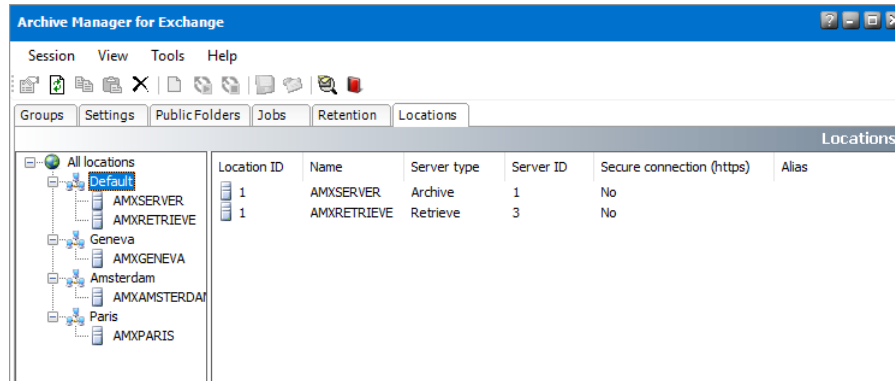 Archive Manager for Exchange
Session View Tools Help
Groups Settings Public Folders Jobs Retention Locations
Locations
All locations
Default
AMXSERVER
AMXRETRIEVE
Geneva
AMXGENEVA
Amsterdam
AMXAMSTERDAM
Paris
AMXPARIS
Location ID Name Server type Server ID Secure connection (https) Alias
1 AMXSERVER Archive 1 No
1 AMXRETRIEVE Retrieve 3 No